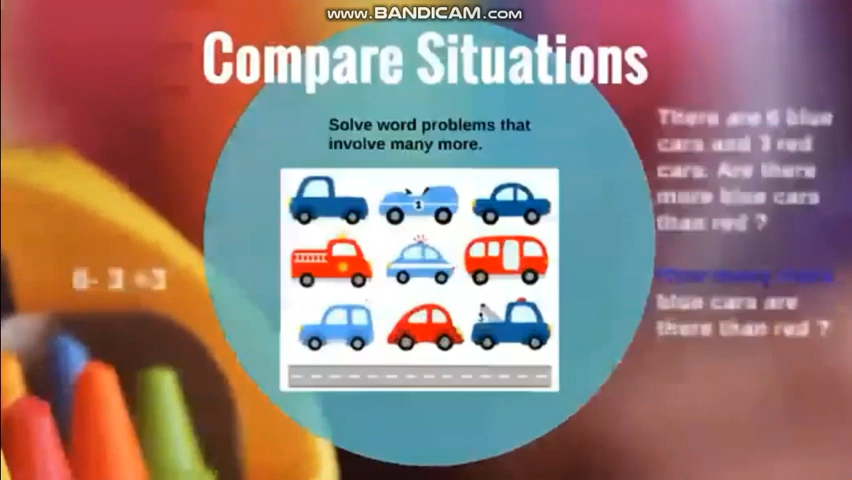 www.BANDICAM.com
Compare Situations
Solve word problems that
involve many more.
1
There are 6 blue
cars and 3 red
cars. Are there
more blue cars
than red ?
6- 3 =3
How many more
blue cars are
there than red ?